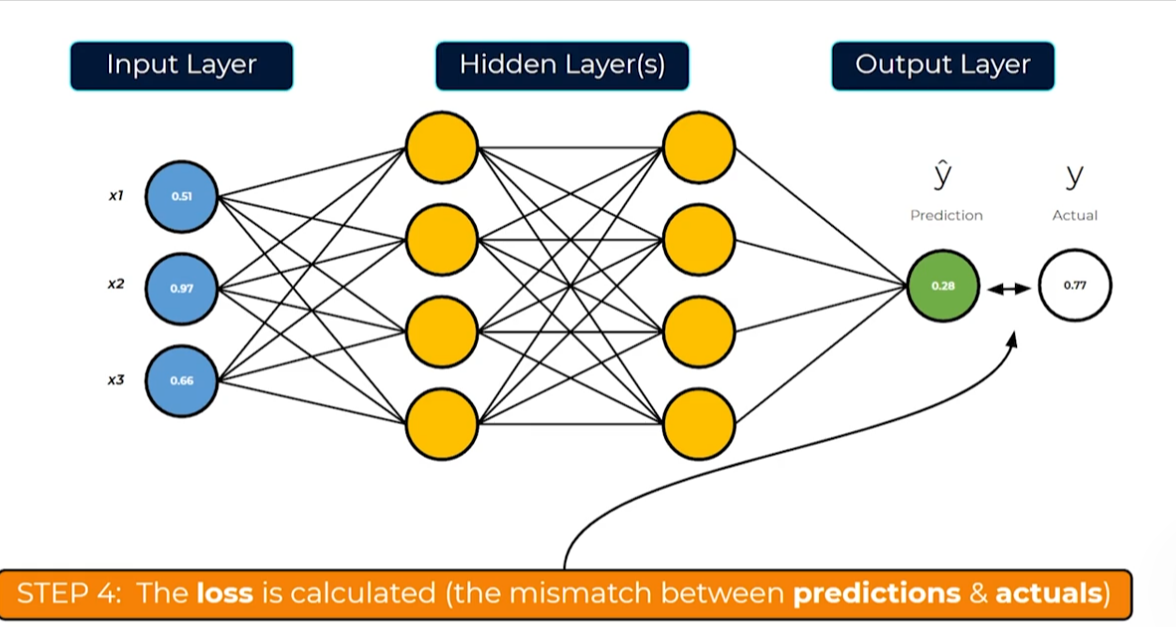 Input Layer
Hidden Layer(s)
Output Layer
ŷ
y
Prediction
Actual
x1
0.51
x2
0.97
x3
0.66
0.28
0.77
STEP 4: The loss is calculated (the mismatch between predictions & actuals)